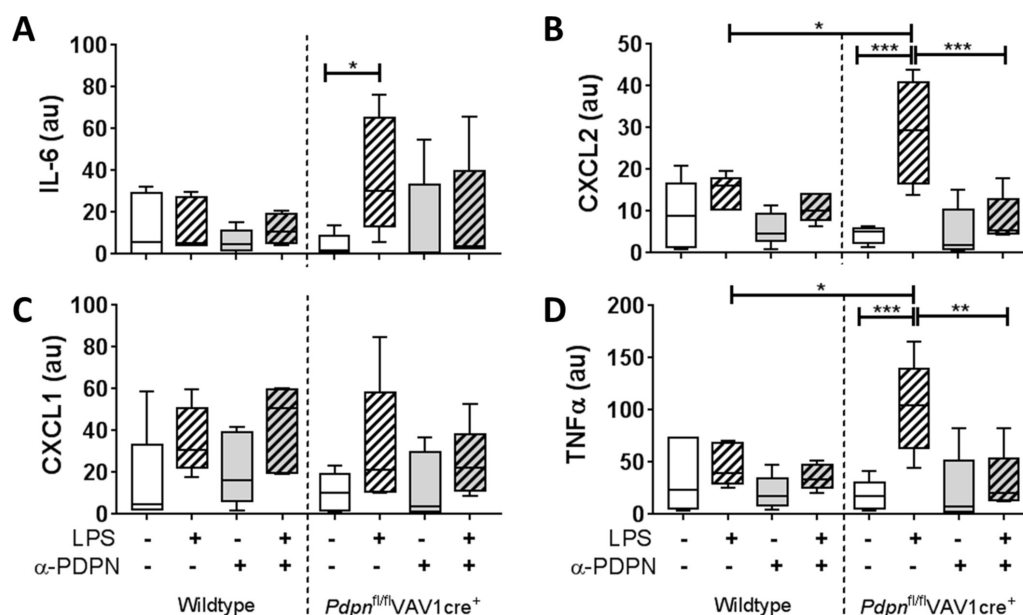 A
IL-6 (au)
100
80
60
40
20
0
*
B
CXCL2 (au)
50
40
30
20
10
0
*
***
***
C
CXCL1 (au)
100
80
60
40
20
0
D
TNFα (au)
200
150
100
50
0
*
***
**
LPS - + - + - + - + - + - + - + - +
α-PDPN - - + + - - + + - - + + - - + +
Wildtype Pdpnfl/flVAV1cre+ Wildtype Pdpnfl/flVAV1cre+